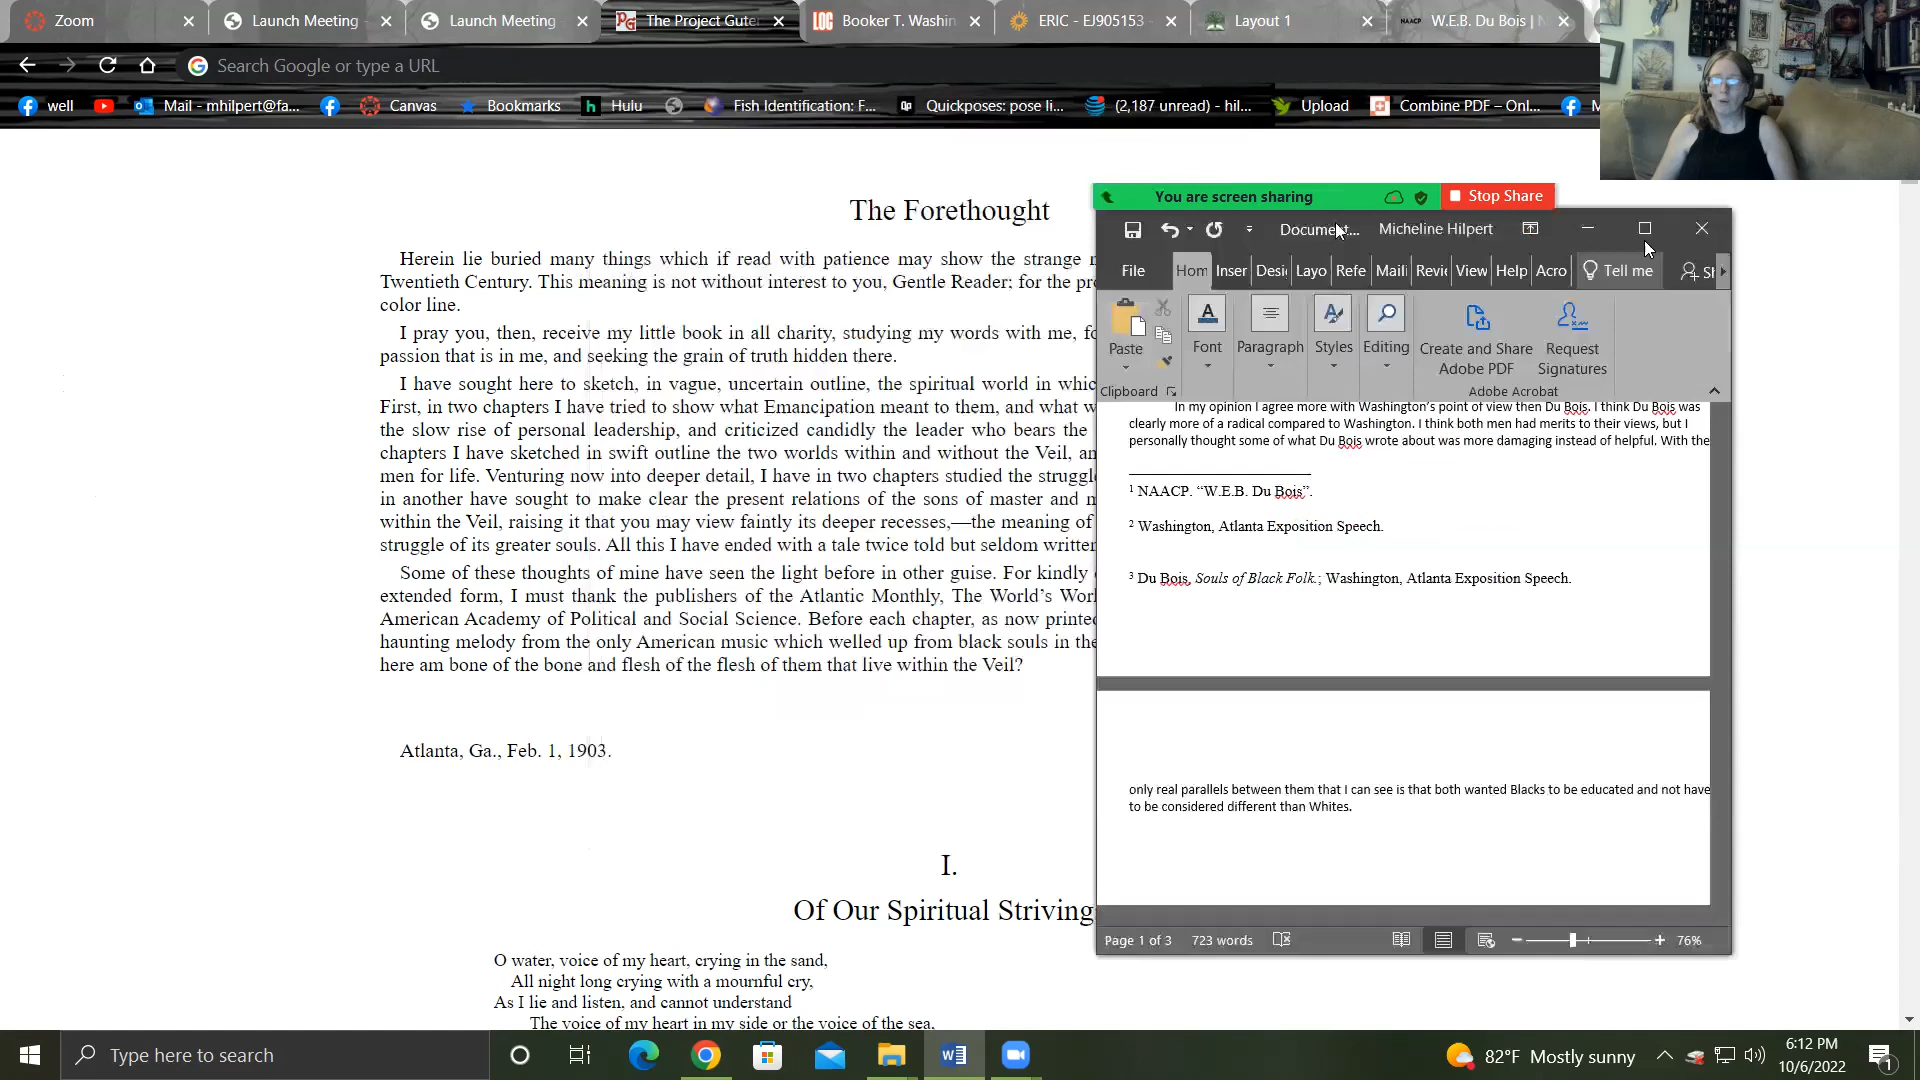 Zoom
Launch Meeting -
Launch Meeting -
The Project Gute
LOC Booker T. Washin
ERIC - EJ905153 -
Layout 1
NAACP W.E.B. Du Bois | N
Search Google or type a URL
well
Mail - mhilpert@fa...
Canvas
Bookmarks
Hulu
Fish Identification: F...
Quickposes: pose li...
(2,187 unread) - hil...
Upload
Combine PDF – Onl...
The Forethought
Herein lie buried many things which if read with patience may show the strange
Twentieth Century. This meaning is not without interest to you, Gentle Reader; for the
color line.
I pray you, then, receive my little book in all charity, studying my words with me,
passion that is in me, and seeking the grain of truth hidden there.
I have sought here to sketch, in vague, uncertain outline, the spiritual world in
First, in two chapters I have tried to show what Emancipation meant to them, and what
the slow rise of personal leadership, and criticized candidly the leader who bears the
chapters I have sketched in swift outline the two worlds within and without the Veil,
men for life. Venturing now into deeper detail, I have in two chapters studied the
in another have sought to make clear the present relations of the sons of master and
within the Veil, raising it that you may view faintly its deeper recesses,—the meaning of
struggle of its greater souls. All this I have ended with a tale twice told but seldom written
Some of these thoughts of mine have seen the light before in other guise. For kindly
extended form, I must thank the publishers of the Atlantic Monthly, The World's
American Academy of Political and Social Science. Before each chapter, as now printed
haunting melody from the only American music which welled up from black souls in the
here am bone of the bone and flesh of the flesh of them that live within the Veil?
Atlanta, Ga., Feb. 1, 1903.
I.
Of Our Spiritual Striving
O water, voice of my heart, crying in the sand,
All night long crying with a mournful cry,
As I lie and listen, and cannot understand
The voice of my heart in my side or the voice of the sea,
You are screen sharing
Stop Share
Document...
Micheline Hilpert
File
Hom
Inser
Desi
Layo
Refe
Maili
Revie
View
Help
Acro
Tell me
Sh
Paste
Font
Paragraph
Styles
Editing
Create and Share
Adobe PDF
Request
Signatures
Clipboard
Adobe Acrobat
In my opinion I agree more with Washington's point of view then Du Bois. I think Du Bois was
clearly more of a radical compared to Washington. I think both men had merits to their views, but I
personally thought some of what Du Bois wrote about was more damaging instead of helpful. With the
1 NAACP. “W.E.B. Du Bois”.
2 Washington, Atlanta Exposition Speech.
3 Du Bois, Souls of Black Folk.; Washington, Atlanta Exposition Speech.
only real parallels between them that I can see is that both wanted Blacks to be educated and not have
to be considered different than Whites.
Page 1 of 3
723 words
76%
Type here to search
82°F Mostly sunny
6:12 PM
10/6/2022
1